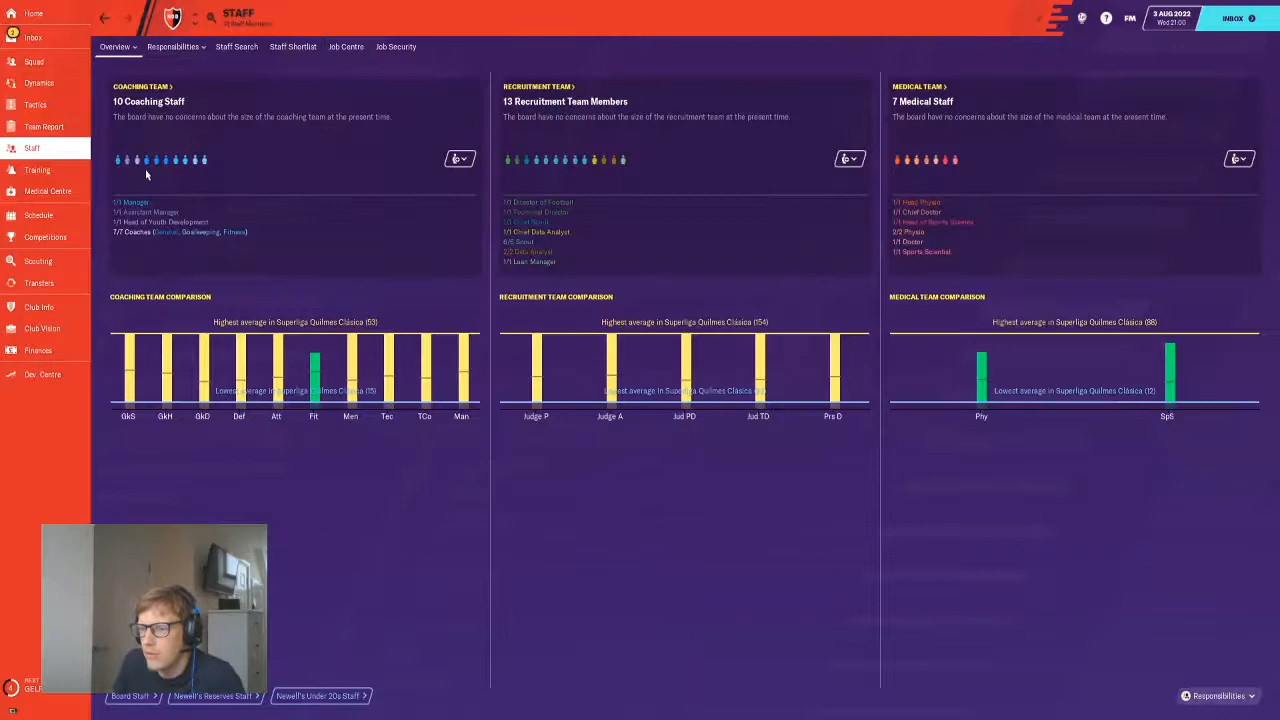 Home
NOB
STAFF
3 AUG 2022
Wed 21:00
INBOX
FM
2
Inbox
Overview
Responsibilities
Staff Search
Staff Shortlist
Job Centre
Job Security
Squad
Dynamics
Tactics
Team Report
Staff
Training
Medical Centre
Schedule
Competitions
Scouting
Transfers
Club Info
Club Vision
Finances
Dev. Centre
COACHING TEAM >
10 Coaching Staff
The board have no concerns about the size of the coaching team at the present time.
1/1 Manager
1/1 Assistant Manager
1/1 Head of Youth Development
7/7 Coaches (General, Goalkeeping, Fitness)
RECRUITMENT TEAM >
13 Recruitment Team Members
The board have no concerns about the size of the recruitment team at the present time.
1/1 Director of Football
1/1 Technical Director
1/1 Chief Scout
1/1 Chief Data Analyst
6/6 Scout
2/2 Data Analyst
1/1 Loan Manager
MEDICAL TEAM >
7 Medical Staff
The board have no concerns about the size of the medical team at the present time.
1/1 Head Physio
1/1 Chief Doctor
1/1 Head of Sports Science
2/2 Physio
1/1 Doctor
1/1 Sports Scientist
COACHING TEAM COMPARISON
Highest average in Superliga Quilmes Clásica (53)
Lowest average in Superliga Quilmes Clásica (15)
GkS GkH GkD Def Att Fit Men Tec TCo Man
RECRUITMENT TEAM COMPARISON
Highest average in Superliga Quilmes Clásica (154)
Lowest average in Superliga Quilmes Clásica
Judge P Judge A Jud PD Jud TD Prs D
MEDICAL TEAM COMPARISON
Highest average in Superliga Quilmes Clásica (88)
Lowest average in Superliga Quilmes Clásica (12)
Phy SpS
4
NEXT
GEL
Board Staff >
Newell's Reserves Staff >
Newell's Under 20s Staff >
Responsibilities